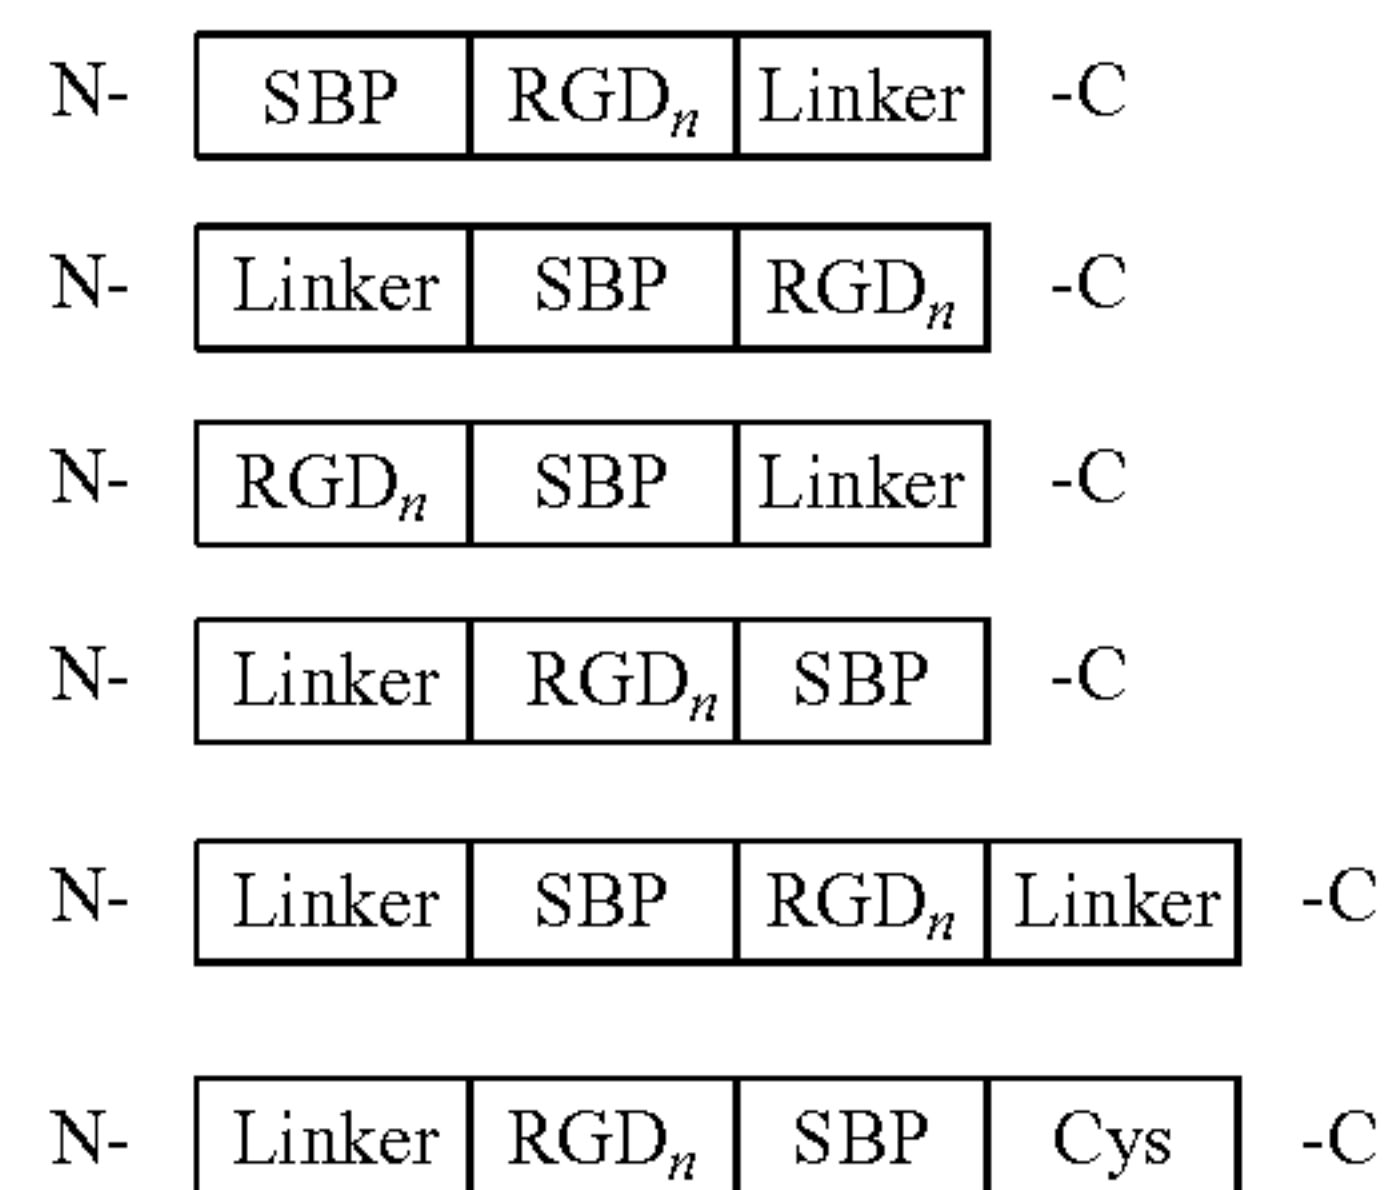 N- SBP RGDn Linker -C
N- Linker SBP RGDn -C
N- RGDn SBP Linker -C
N- Linker RGDn SBP -C
N- Linker SBP RGDn Linker -C
N- Linker RGDn SBP Cys -C